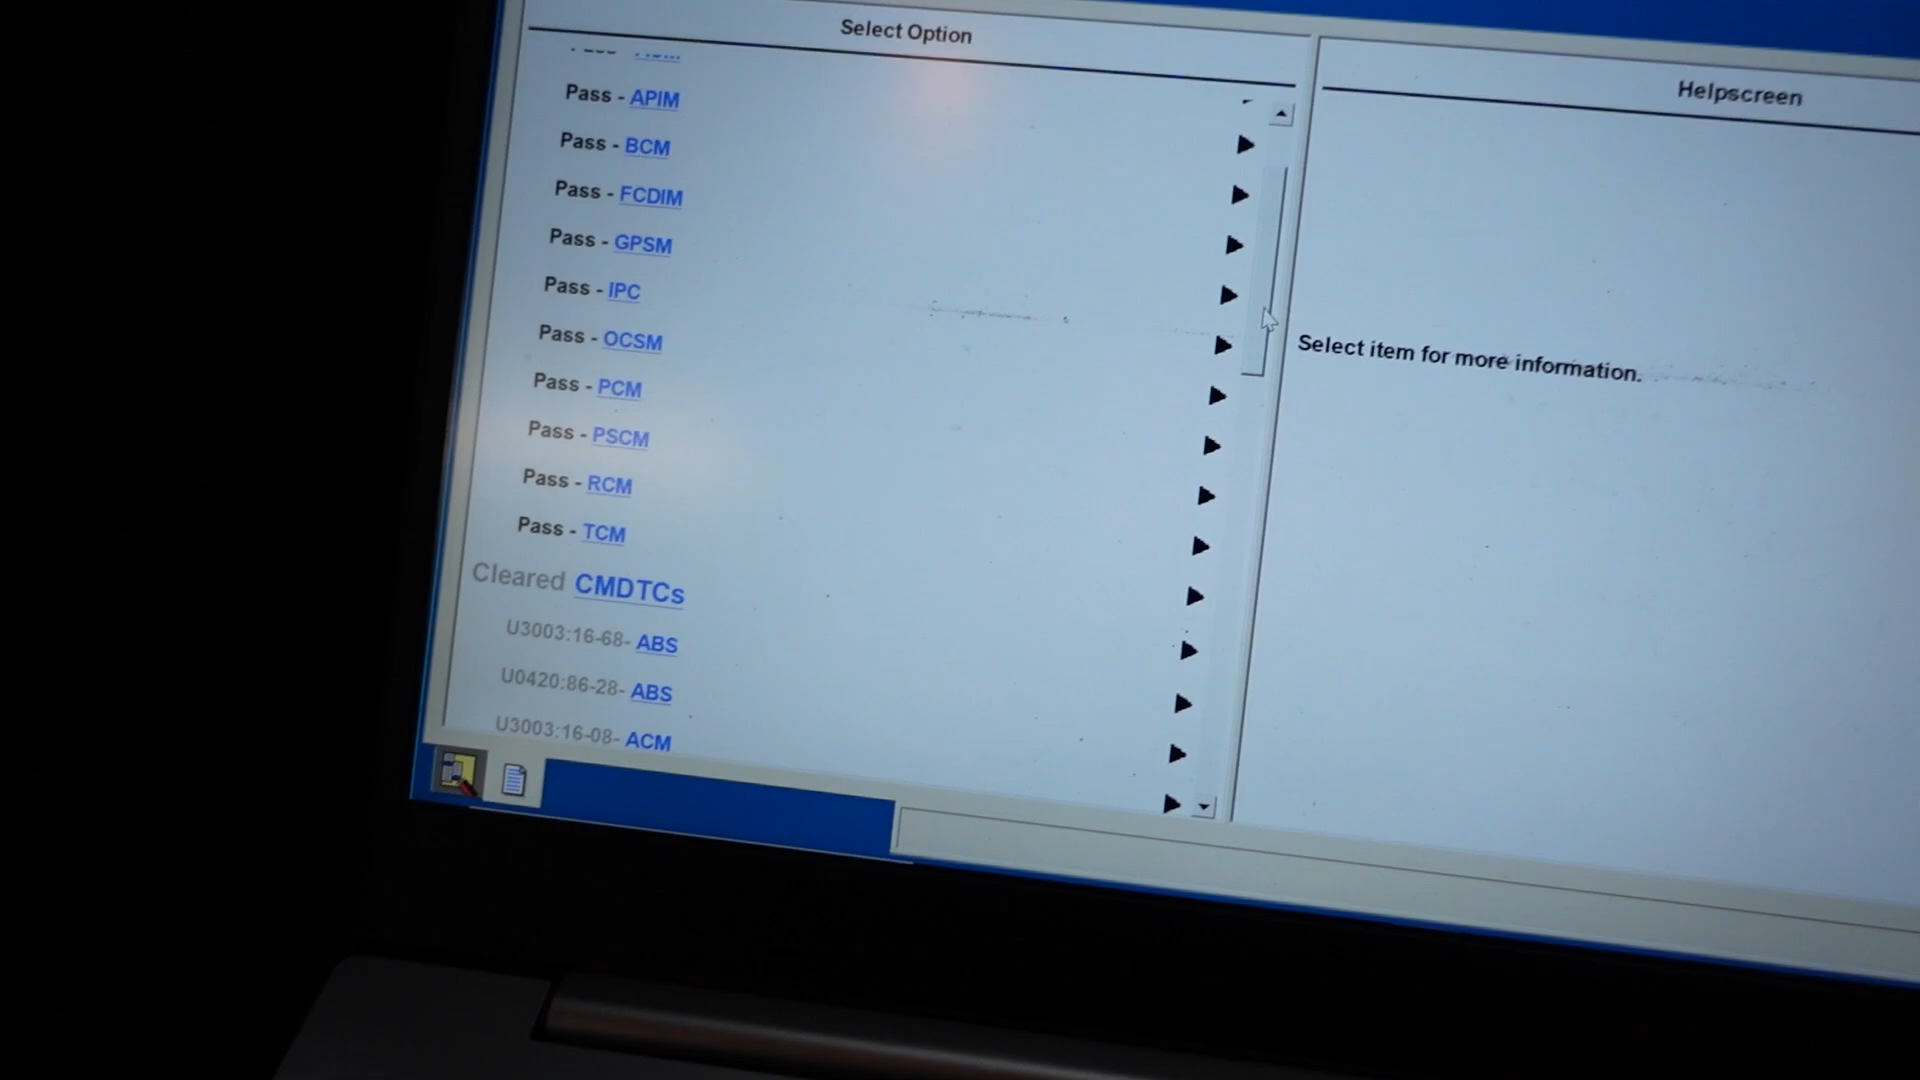 Select Option
Pass - APIM
Pass - BCM
Pass - FCDIM
Pass - GPSM
Pass - IPC
Pass - OCSM
Pass - PCM
Pass - PSCM
Pass - RCM
Pass - TCM
Cleared CMDTCs
U3003:16-68- ABS
U0420:86-28- ABS
U3003:16-08- ACM
Helpscreen
Select item for more information.